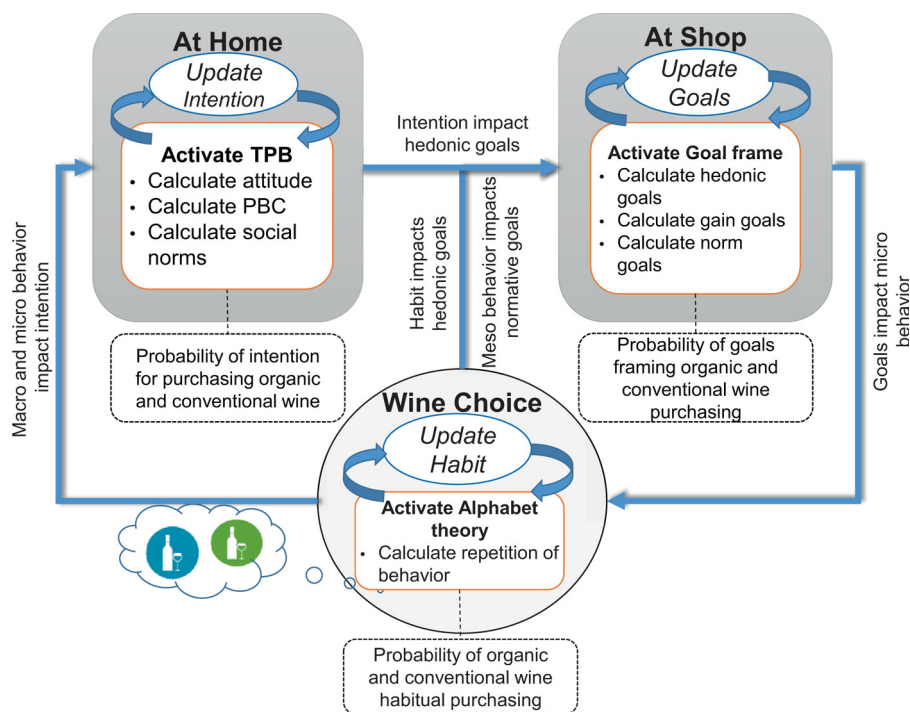 At Home
Update
Intention
Activate TPB
• Calculate attitude
• Calculate PBC
• Calculate social
norms
Probability of intention
for purchasing organic
and conventional wine
Macro and micro behavior
impact intention
Intention impact
hedonic goals
Habit impacts
hedonic goals
Meso behavior impacts
normative goals
At Shop
Update
Goals
Activate Goal frame
• Calculate hedonic
goals
• Calculate gain goals
• Calculate norm
goals
Probability of goals
framing organic and
conventional wine
purchasing
Goals impact micro
behavior
Wine Choice
Update
Habit
Activate Alphabet
theory
• Calculate repetition of
behavior
Probability of organic
and conventional wine
habitual purchasing